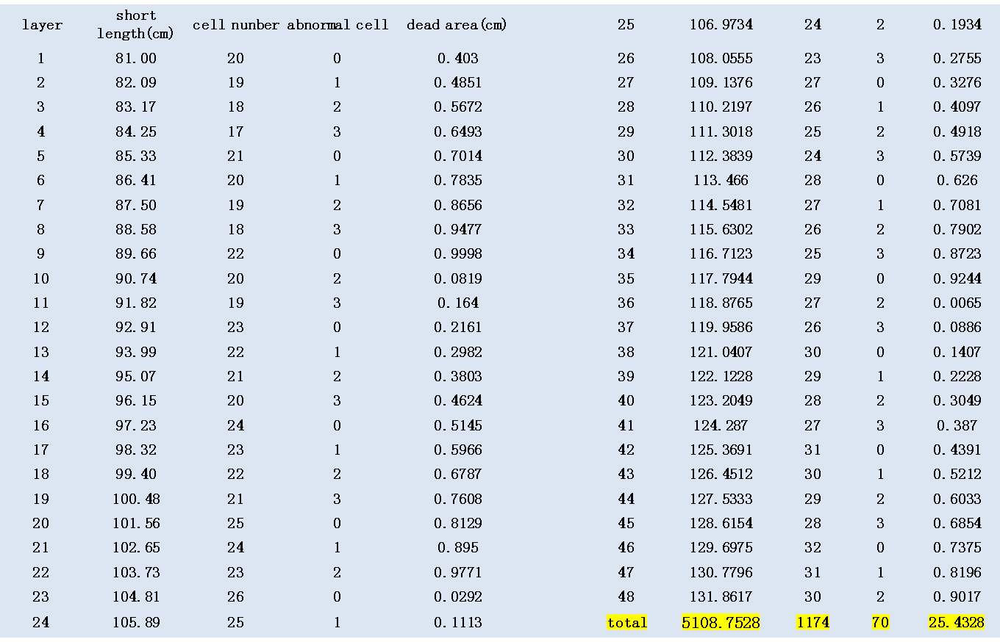 layer short length(cm) cell nunber abnormal cell dead area(cm) 25 106.9734 24 2 0.1934
1 81.00 20 0 0.403 26 108.0555 23 3 0.2755
2 82.09 19 1 0.4851 27 109.1376 27 0 0.3276
3 83.17 18 2 0.5672 28 110.2197 26 1 0.4097
4 84.25 17 3 0.6493 29 111.3018 25 2 0.4918
5 85.33 21 0 0.7014 30 112.3839 24 3 0.5739
6 86.41 20 1 0.7835 31 113.466 28 0 0.626
7 87.50 19 2 0.8656 32 114.5481 27 1 0.7081
8 88.58 18 3 0.9477 33 115.6302 26 2 0.7902
9 89.66 22 0 0.9998 34 116.7123 25 3 0.8723
10 90.74 20 2 0.0819 35 117.7944 29 0 0.9244
11 91.82 19 3 0.164 36 118.8765 27 2 0.0065
12 92.91 23 0 0.2161 37 119.9586 26 3 0.0886
13 93.99 22 1 0.2982 38 121.0407 30 0 0.1407
14 95.07 21 2 0.3803 39 122.1228 29 1 0.2228
15 96.15 20 3 0.4624 40 123.2049 28 2 0.3049
16 97.23 24 0 0.5145 41 124.287 27 3 0.387
17 98.32 23 1 0.5966 42 125.3691 31 0 0.4391
18 99.40 22 2 0.6787 43 126.4512 30 1 0.5212
19 100.48 21 3 0.7608 44 127.5333 29 2 0.6033
20 101.56 25 0 0.8129 45 128.6154 28 3 0.6854
21 102.65 24 1 0.895 46 129.6975 32 0 0.7375
22 103.73 23 2 0.9771 47 130.7796 31 1 0.8196
23 104.81 26 0 0.0292 48 131.8617 30 2 0.9017
24 105.89 25 1 0.1113 total 5108.7528 1174 70 25.4328